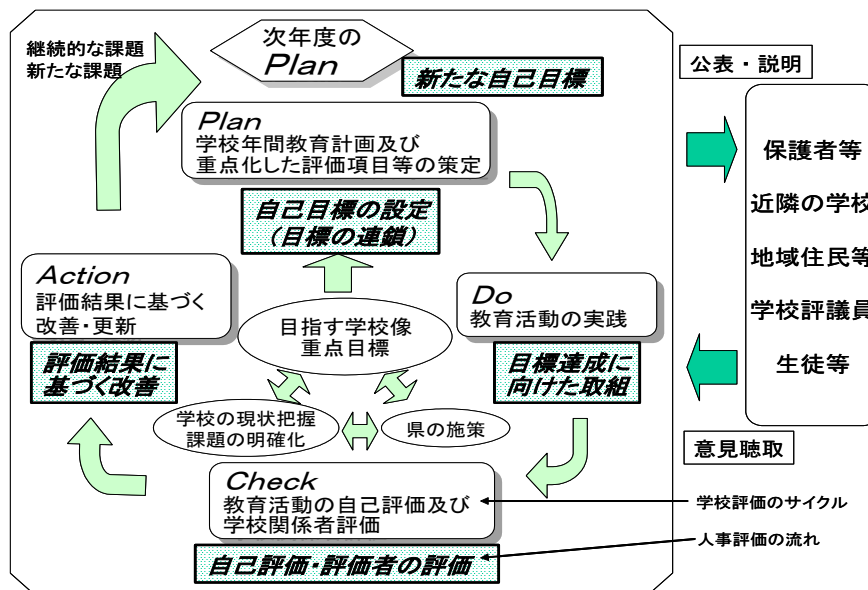 継続的な課題
新たな課題
次年度の
Plan
新たな自己目標
Plan
学校年間教育計画及び
重点化した評価項目等の策定
自己目標の設定
(目標の連鎖)
Action
評価結果に基づく
改善・更新
評価結果に
基づく改善
目指す学校像
重点目標
Do
教育活動の実践
目標達成に
向けた取組
学校の現状把握
課題の明確化
県の施策
Check
教育活動の自己評価及び
学校関係者評価
自己評価・評価者の評価
公表・説明
保護者等
近隣の学校
地域住民等
学校評議員
生徒等
意見聴取
学校評価のサイクル
人事評価の流れ